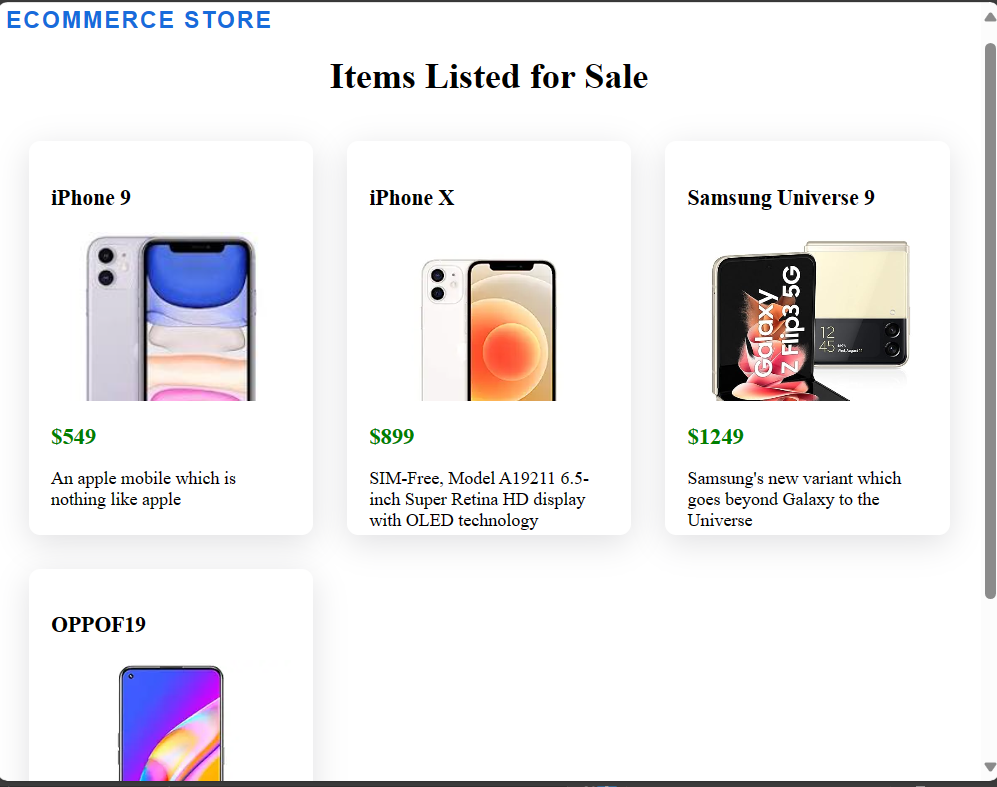 ECOMMERCE STORE
Items Listed for Sale
iPhone 9
$549
An apple mobile which is
nothing like apple
iPhone X
$899
SIM-Free, Model A19211 6.5-
inch Super Retina HD display
with OLED technology
Samsung Universe 9
Galaxy
Z Flip3 5G
12
45
$1249
Samsung's new variant which
goes beyond Galaxy to the
Universe
OPPOF19